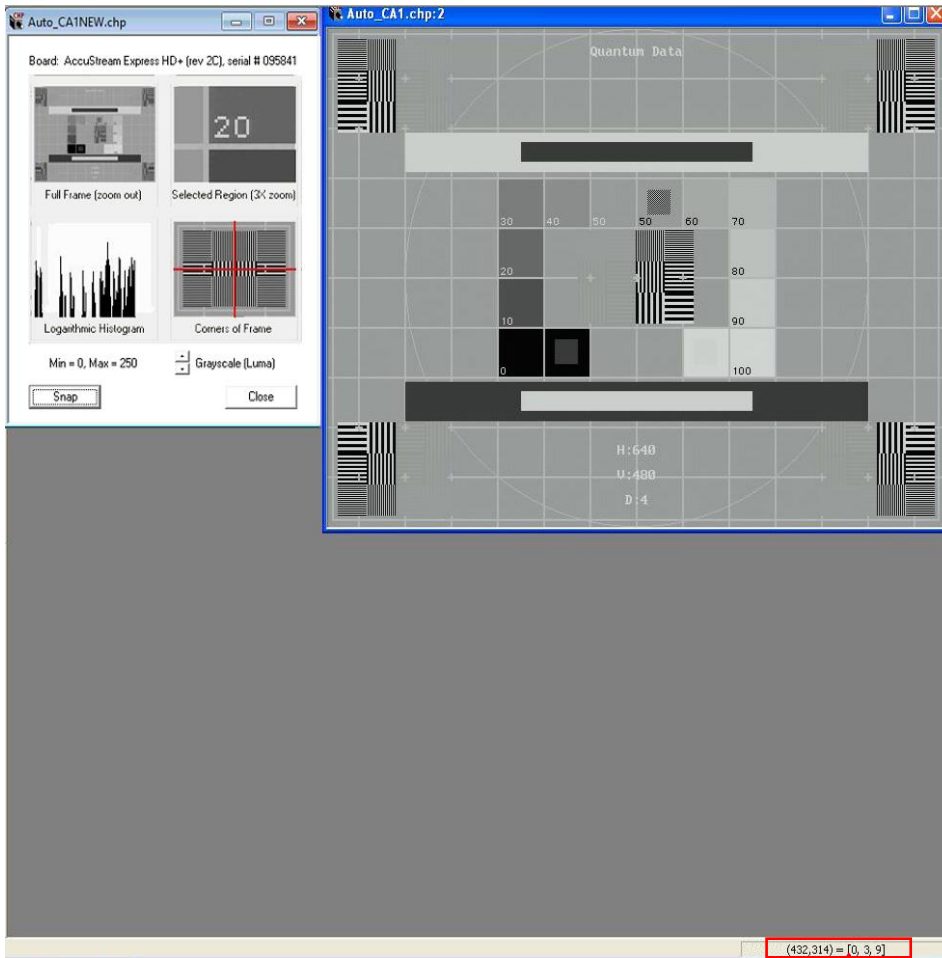 Auto_CA1NEW.chp
Board: AccuStream Express HD+ (rev 2C), serial # 095841
20
Full Frame (zoom out)
Selected Region (3X zoom)
Logarithmic Histogram
Corners of Frame
Min = 0, Max = 250
Grayscale (Luma)
Snap
Close
Auto_CA1.chp:2
Quantum Data
30 40 50 50 60 70
20 80
10 90
0 100
H:640
V:480
D:4
(432,314) = [0, 3, 9]